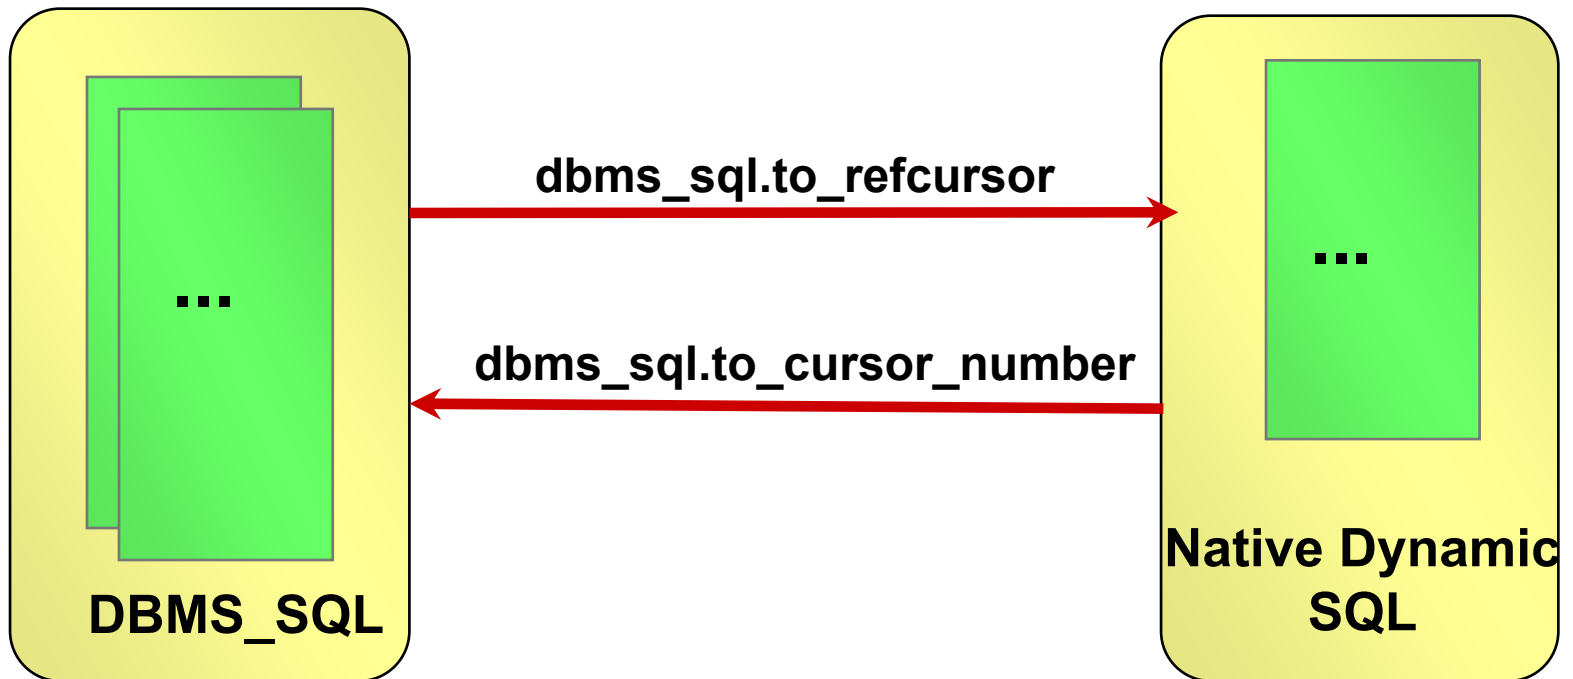 dbms_sql.to_refcursor
...
...
dbms_sql.to_cursor_number
Native Dynamic
SQL
DBMS_SQL